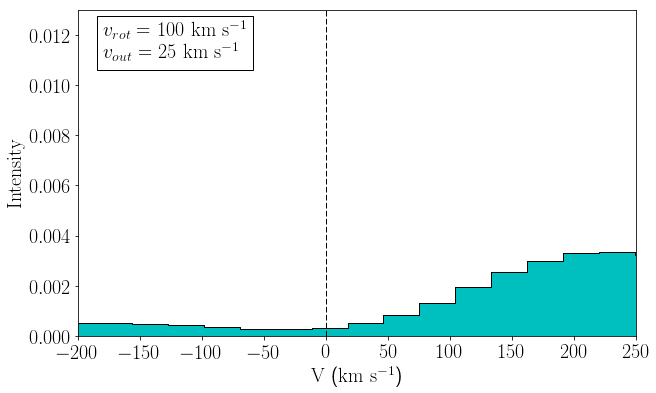 v_rot = 100 km s⁻¹
v_out = 25 km s⁻¹
0.012
0.010
0.008
0.006
0.004
0.002
0.000
Intensity
−200 −150 −100 −50 0 50 100 150 200 250
V (km s⁻¹)